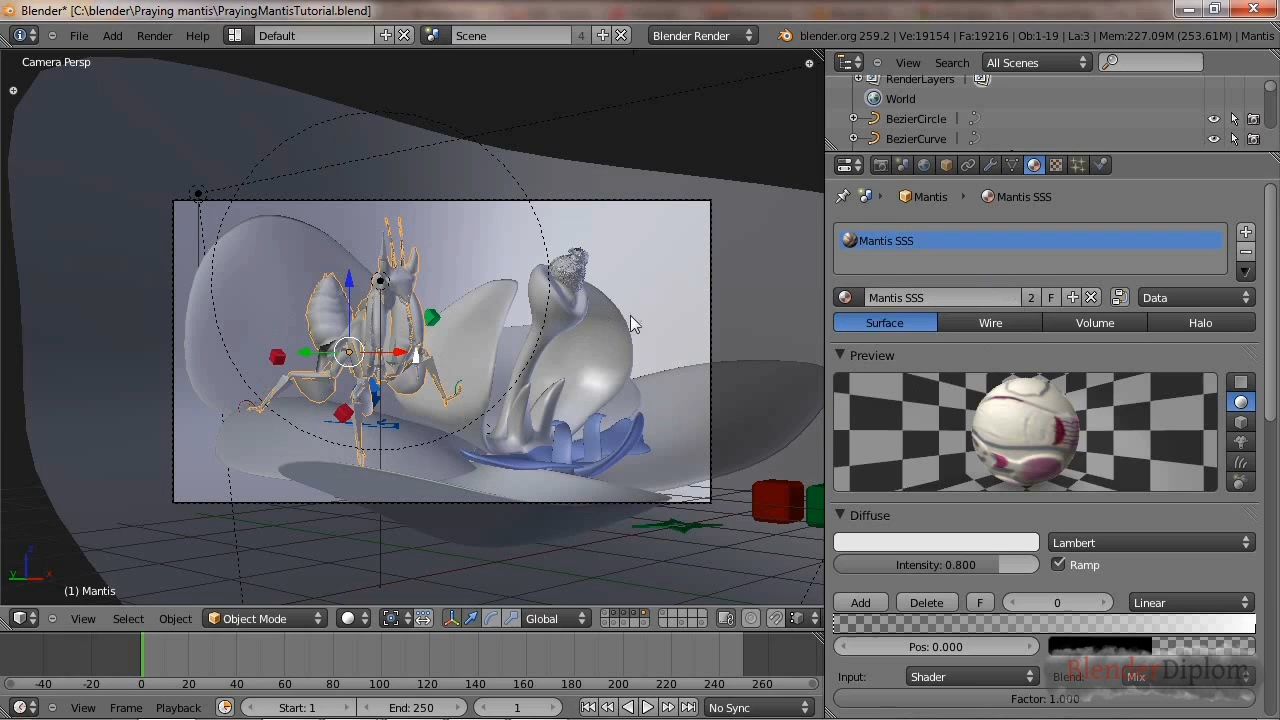 Blender* [C:\blender\Praying mantis\PrayingMantisTutorial.blend]
File Add Render Help Default Scene 4 Blender Render blender.org 259.2 | Ve:19154 | Fa:19216 | Ob:1-19 | La:3 | Mem:227.09M (253.61M) | Mantis
Camera Persp
View Search All Scenes
RenderLayers
World
BezierCircle
BezierCurve
Mantis Mantis SSS
Mantis SSS
Mantis SSS 2 F Data
Surface Wire Volume Halo
Preview
Diffuse
Lambert
Intensity: 0.800 Ramp
Add Delete F 0 Linear
Pos: 0.000
Input: Shader Blend: Mix
Factor: 1.000
BlenderDiplom
z
y x
(1) Mantis
View Select Object Object Mode Global
-40 -20 0 20 40 60 80 100 120 140 160 180 200 220 240 260
View Frame Playback Start: 1 End: 250 1 No Sync